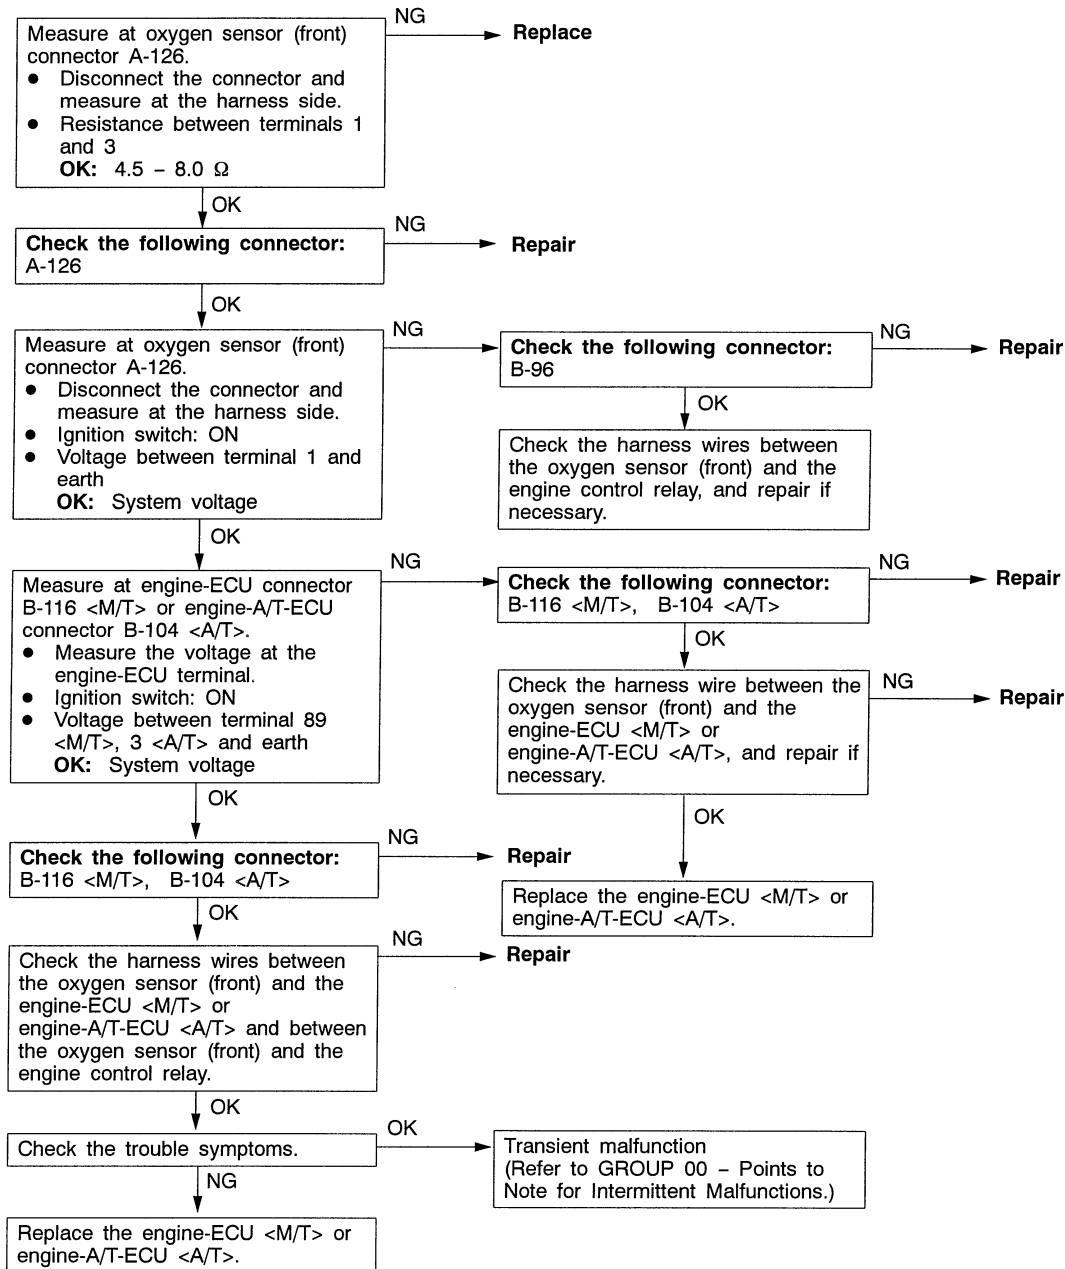 NG
Measure at oxygen sensor (front)
connector A-126.
● Disconnect the connector and
measure at the harness side.
● Resistance between terminals 1
and 3
OK: 4.5 – 8.0 Ω
Replace
OK
NG
Check the following connector:
A-126
Repair
OK
NG
Measure at oxygen sensor (front)
connector A-126.
● Disconnect the connector and
measure at the harness side.
● Ignition switch: ON
● Voltage between terminal 1 and
earth
OK: System voltage
Check the following connector:
B-96
NG
Repair
OK
Check the harness wires between
the oxygen sensor (front) and the
engine control relay, and repair if
necessary.
OK
NG
Measure at engine-ECU connector
B-116 <M/T> or engine-A/T-ECU
connector B-104 <A/T>.
● Measure the voltage at the
engine-ECU terminal.
● Ignition switch: ON
● Voltage between terminal 89
<M/T>, 3 <A/T> and earth
OK: System voltage
Check the following connector:
B-116 <M/T>, B-104 <A/T>
NG
Repair
OK
Check the harness wire between the
oxygen sensor (front) and the
engine-ECU <M/T> or
engine-A/T-ECU <A/T>, and repair if
necessary.
NG
Repair
OK
Replace the engine-ECU <M/T> or
engine-A/T-ECU <A/T>.
OK
NG
Check the following connector:
B-116 <M/T>, B-104 <A/T>
Repair
OK
NG
Check the harness wires between
the oxygen sensor (front) and the
engine-ECU <M/T> or
engine-A/T-ECU <A/T> and between
the oxygen sensor (front) and the
engine control relay.
Repair
OK
Check the trouble symptoms.
OK
Transient malfunction
(Refer to GROUP 00 – Points to
Note for Intermittent Malfunctions.)
NG
Replace the engine-ECU <M/T> or
engine-A/T-ECU <A/T>.